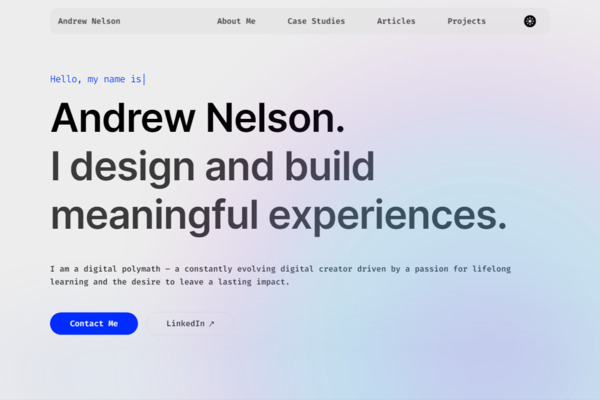 Andrew Nelson
About Me
Case Studies
Articles
Projects
Hello, my name is|
Andrew Nelson.
I design and build
meaningful experiences.
I am a digital polymath — a constantly evolving digital creator driven by a passion for lifelong
learning and the desire to leave a lasting impact.
Contact Me
LinkedIn ↗